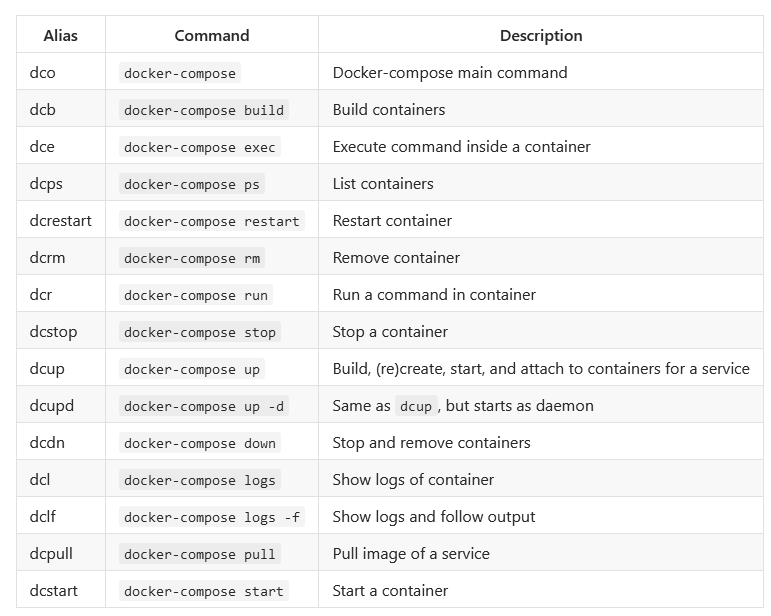 Alias Command Description
dco docker-compose Docker-compose main command
dcb docker-compose build Build containers
dce docker-compose exec Execute command inside a container
dcps docker-compose ps List containers
dcrestart docker-compose restart Restart container
dcrm docker-compose rm Remove container
dcr docker-compose run Run a command in container
dcstop docker-compose stop Stop a container
dcup docker-compose up Build, (re)create, start, and attach to containers for a service
dcupd docker-compose up -d Same as dcup, but starts as daemon
dcdn docker-compose down Stop and remove containers
dcl docker-compose logs Show logs of container
dclf docker-compose logs -f Show logs and follow output
dcpull docker-compose pull Pull image of a service
dcstart docker-compose start Start a container